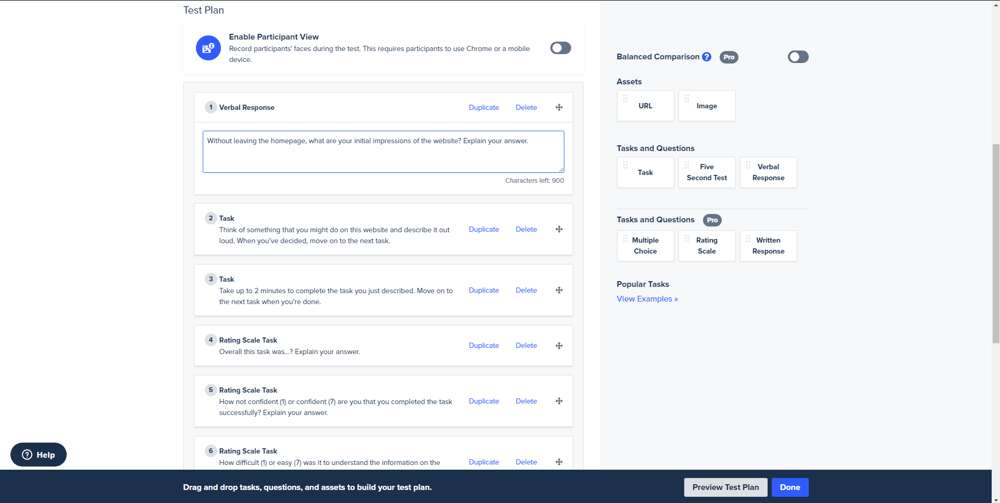 Test Plan
Enable Participant View
Record participants' faces during the test. This requires participants to use Chrome or a mobile
device.
1 Verbal Response Duplicate Delete
Without leaving the homepage, what are your initial impressions of the website? Explain your answer.
Characters left: 900
2 Task
Think of something that you might do on this website and describe it out
loud. When you've decided, move on to the next task.
Duplicate Delete
3 Task
Take up to 2 minutes to complete the task you just described. Move on to
the next task when you're done.
Duplicate Delete
4 Rating Scale Task
Overall this task was...? Explain your answer.
Duplicate Delete
5 Rating Scale Task
How not confident (1) or confident (7) are you that you completed the task
successfully? Explain your answer.
Duplicate Delete
6 Rating Scale Task
How difficult (1) or easy (7) was it to understand the information on the
Duplicate Delete
Balanced Comparison ? Pro
Assets
URL
Image
Tasks and Questions
Task
Five
Second Test
Verbal
Response
Tasks and Questions Pro
Multiple
Choice
Rating
Scale
Written
Response
Popular Tasks
View Examples »
? Help
Drag and drop tasks, questions, and assets to build your test plan.
Preview Test Plan
Done